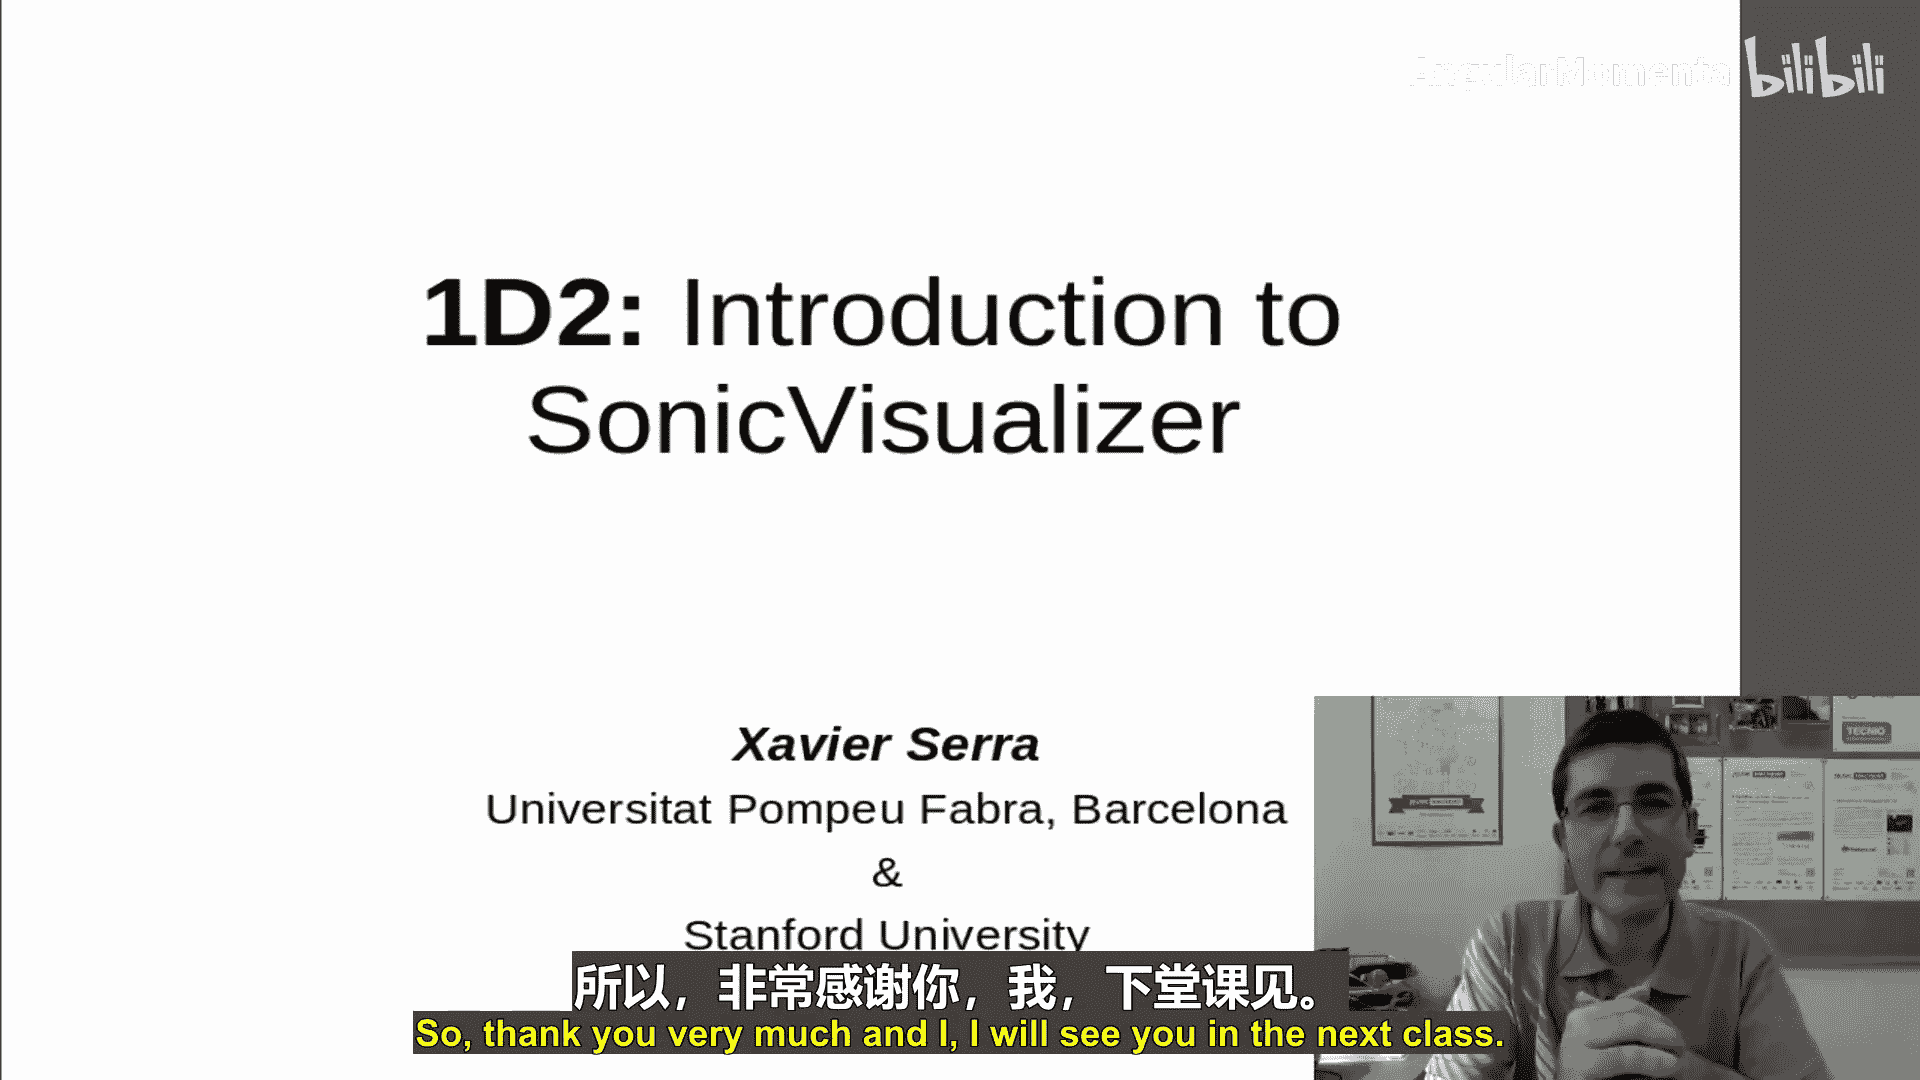 AngularMomenta bilibili
1D2: Introduction to
SonicVisualizer
Xavier Serra
Universitat Pompeu Fabra, Barcelona
&
Stanford University
TECNIO
所以，非常感谢你，我，下堂课见。
So, thank you very much and I, I will see you in the next class.